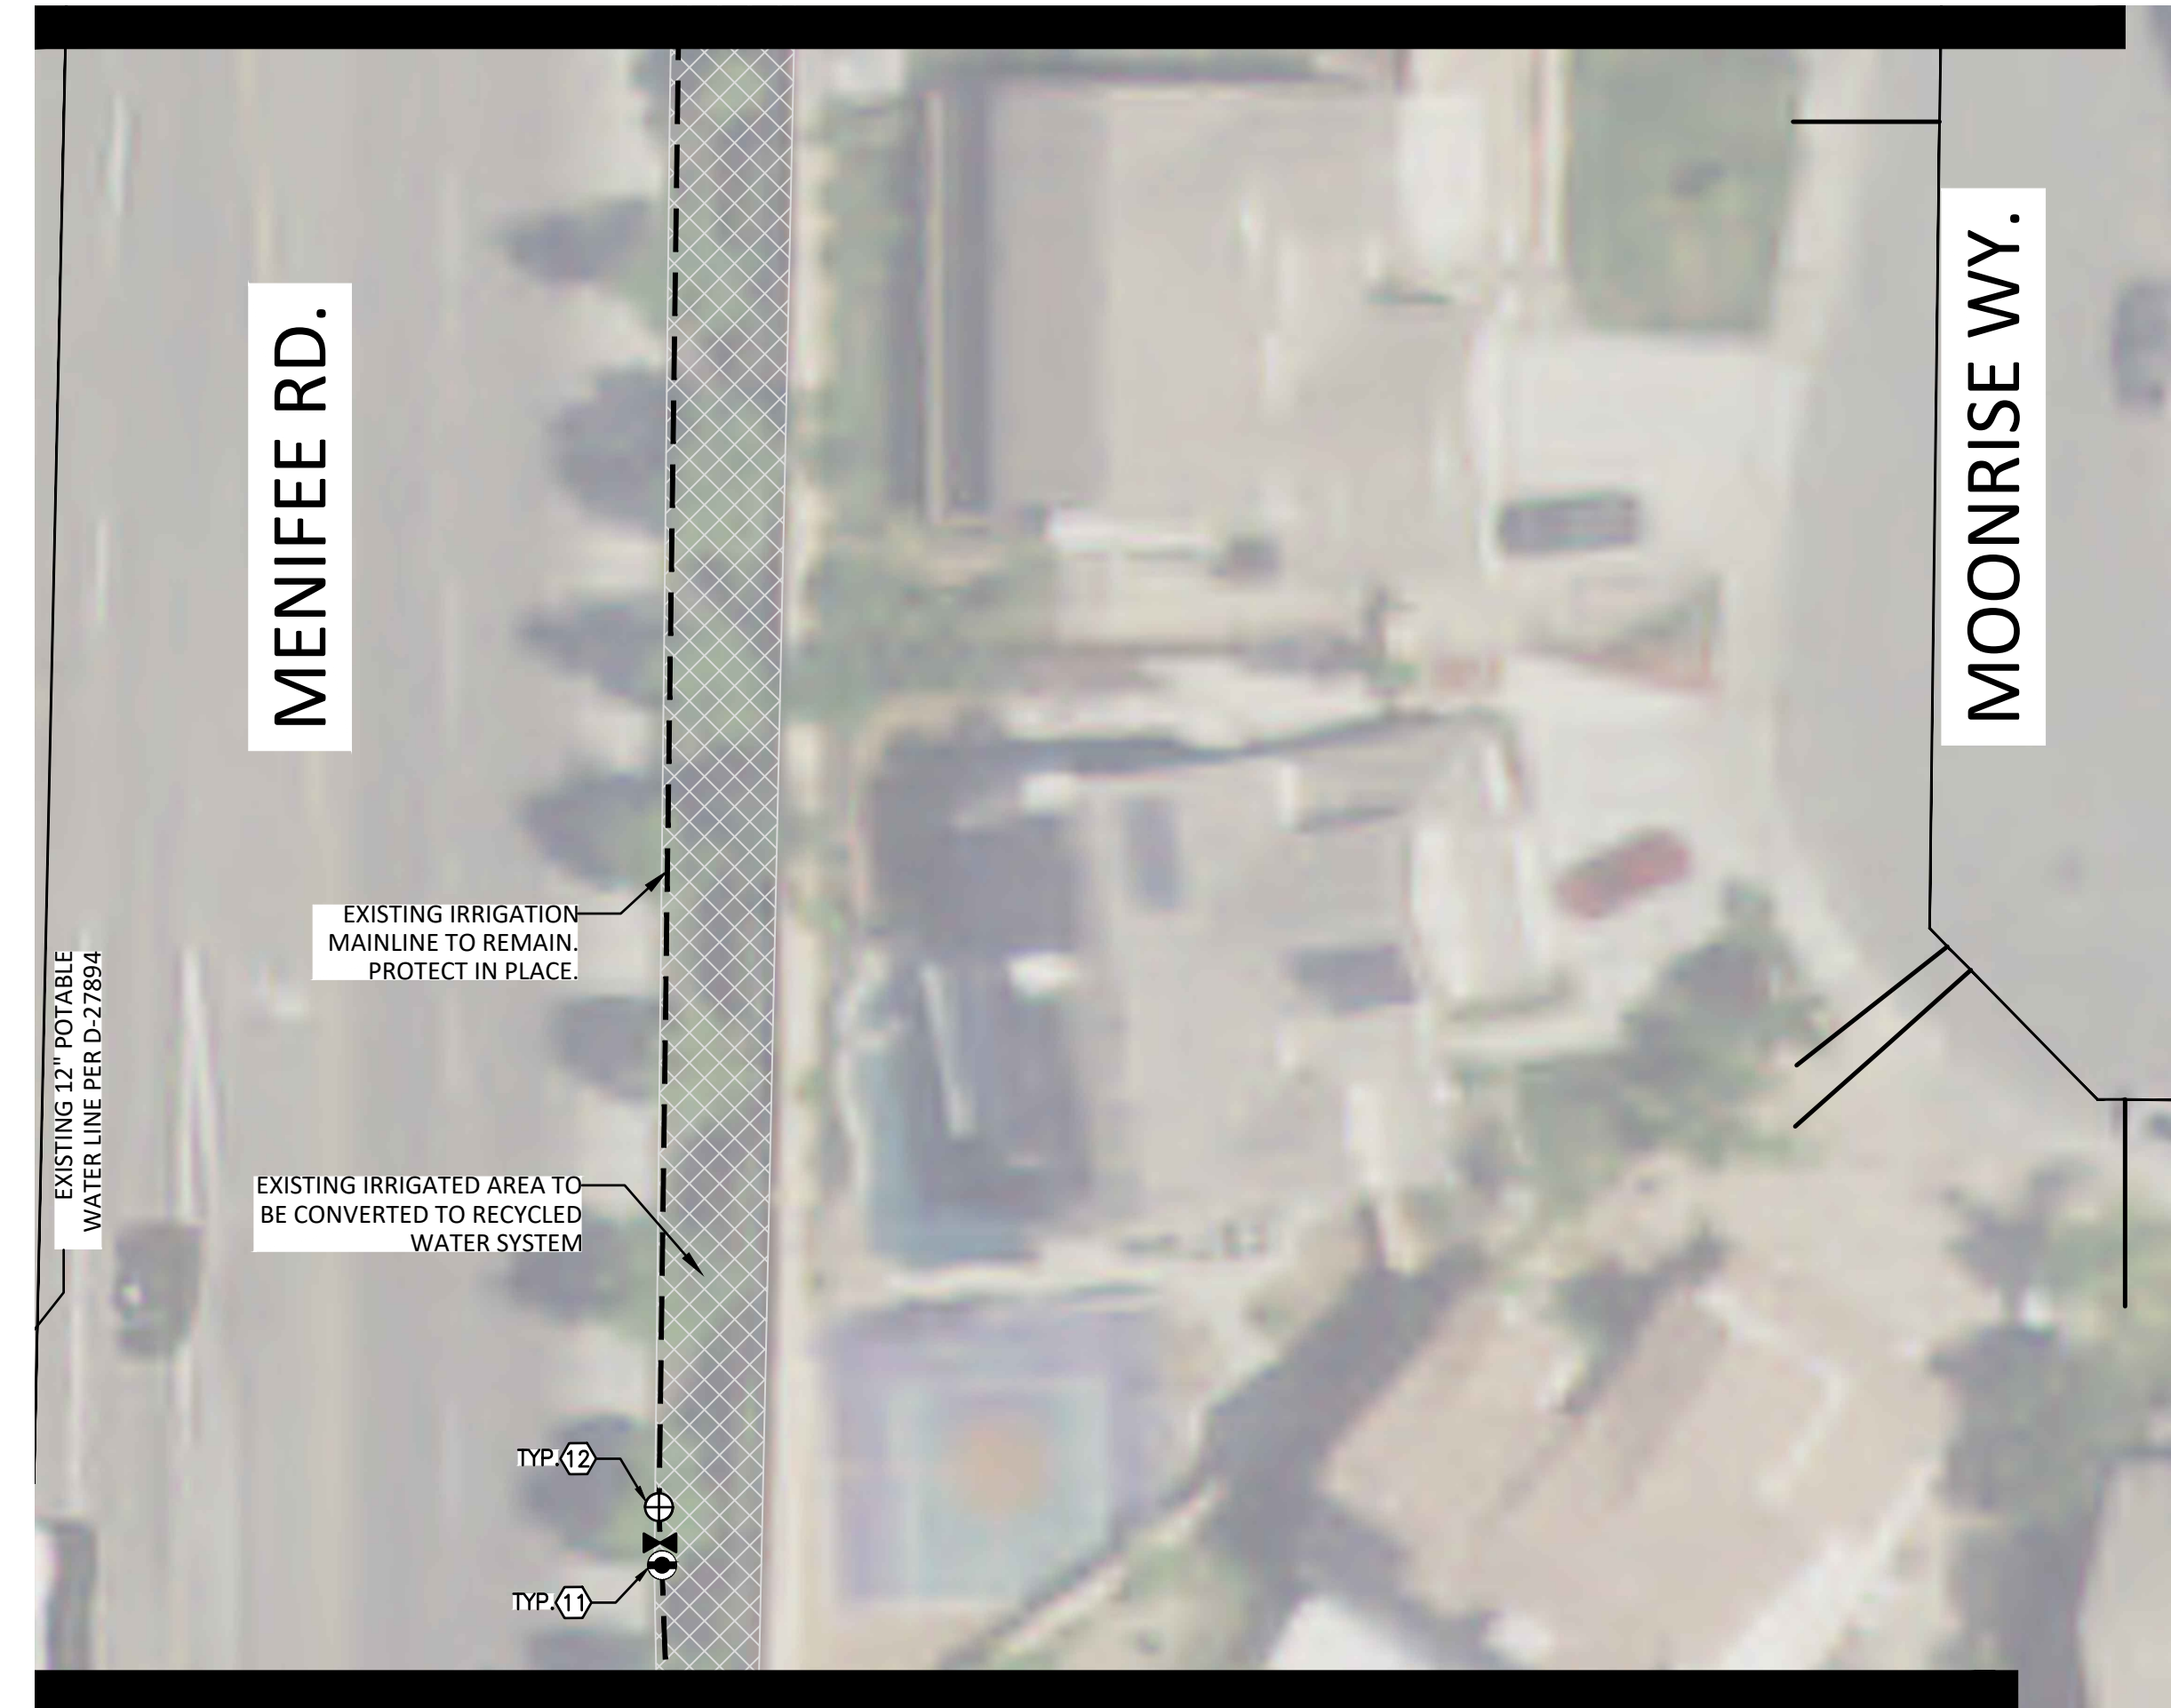 MENIFEE RD.
MOONRISE WY.
EXISTING IRRIGATION
MAINLINE TO REMAIN.
PROTECT IN PLACE.
EXISTING 12" POTABLE
WATER LINE PER D-27894
EXISTING IRRIGATED AREA TO
BE CONVERTED TO RECYCLED
WATER SYSTEM
TYP. 12
TYP. 11